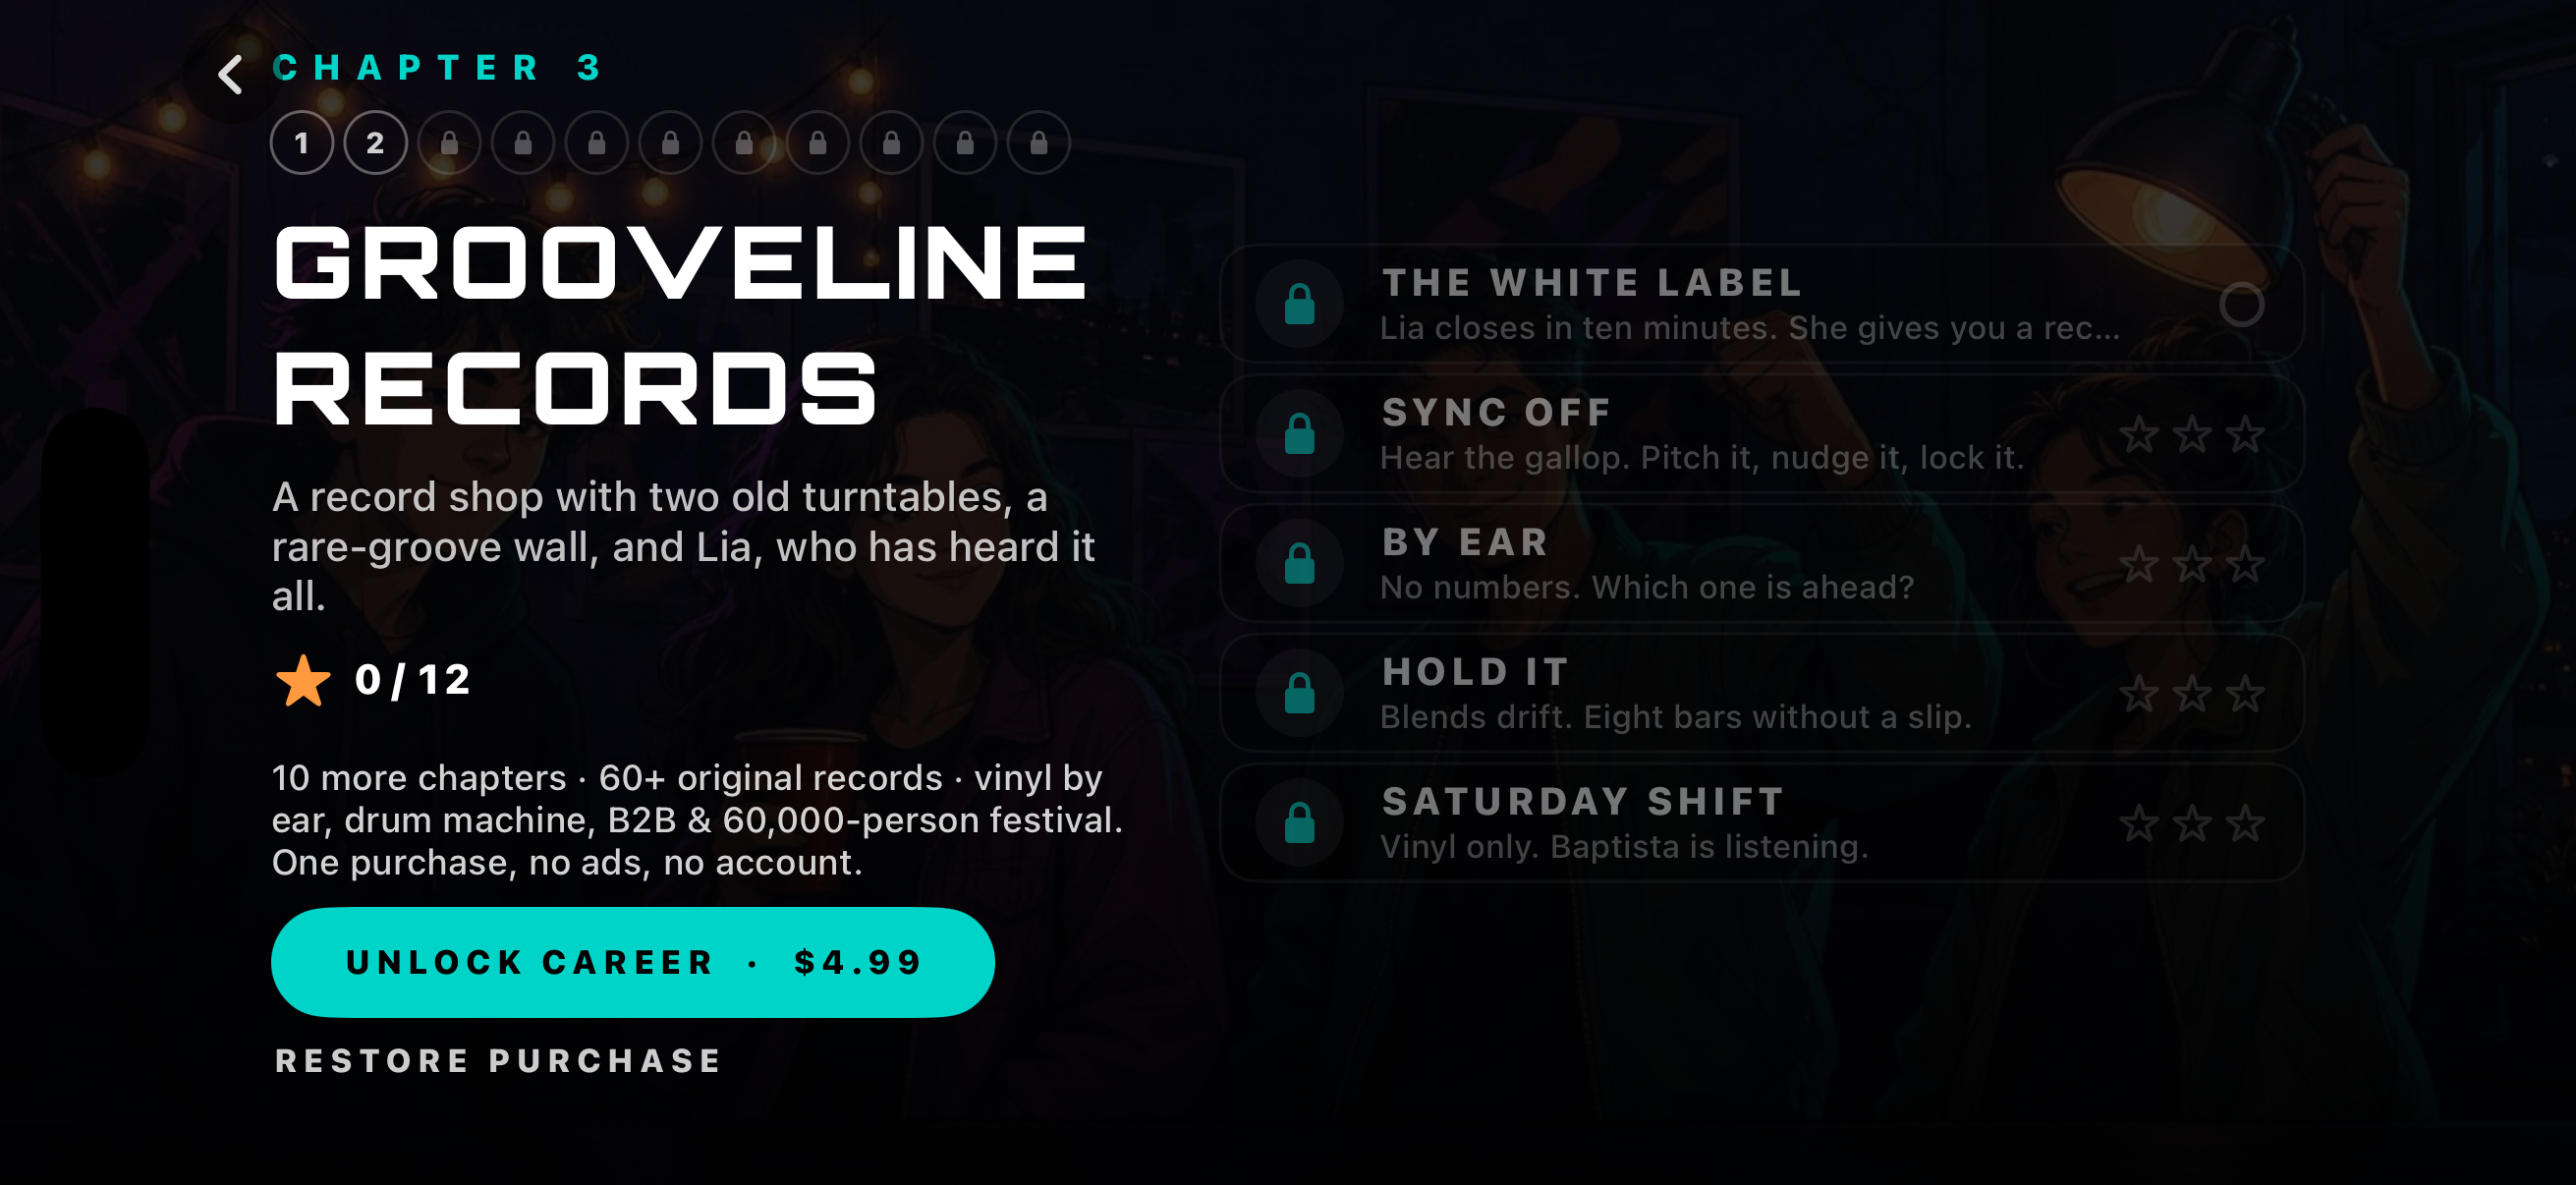 CHAPTER 3
1 2
GROOVELINE
RECORDS
A record shop with two old turntables, a
rare-groove wall, and Lia, who has heard it
all.
0 / 12
10 more chapters · 60+ original records · vinyl by
ear, drum machine, B2B & 60,000-person festival.
One purchase, no ads, no account.
UNLOCK CAREER · $4.99
RESTORE PURCHASE
THE WHITE LABEL
Lia closes in ten minutes. She gives you a rec...
SYNC OFF
Hear the gallop. Pitch it, nudge it, lock it.
BY EAR
No numbers. Which one is ahead?
HOLD IT
Blends drift. Eight bars without a slip.
SATURDAY SHIFT
Vinyl only. Baptista is listening.